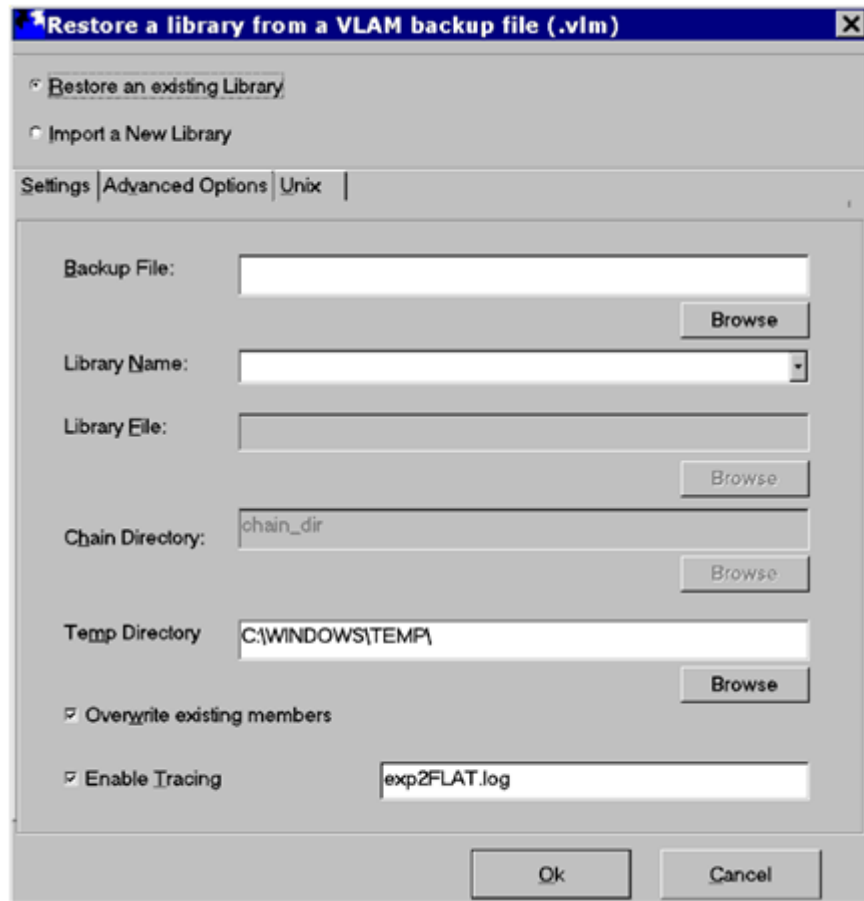 Restore a library from a VLAM backup file (.vlm)
Restore an existing Library
Import a New Library
Settings Advanced Options Unix
Backup File:
Browse
Library Name:
Library File:
Browse
Chain Directory: chain_dir
Browse
Temp Directory C:\WINDOWS\TEMP\
Browse
Overwrite existing members
Enable Tracing exp2FLAT.log
Ok Cancel